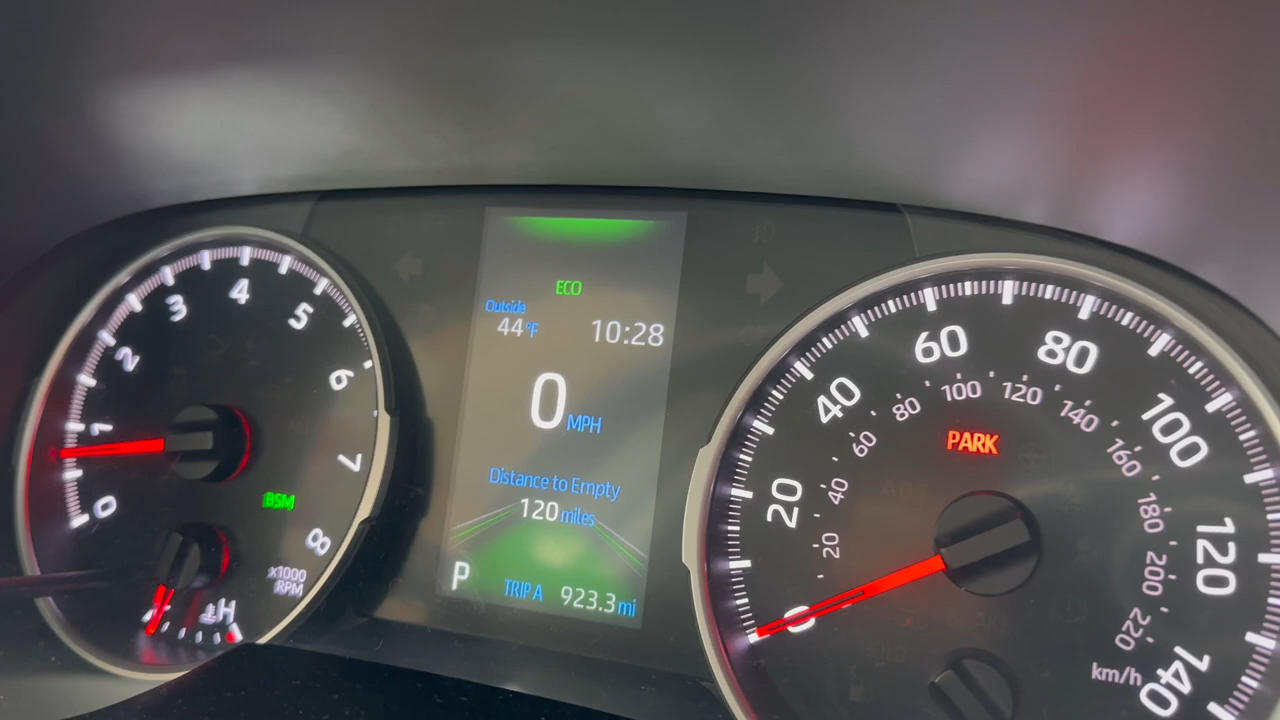 0
1
2
3
4
5
6
7
8
x1000
RPM
BSM
H
ECO
Outside
44°F
10:28
0 MPH
Distance to Empty
120 miles
P
TRIP A 923.3 mi
0
20
40
60
80
100
120
140
20
40
60
80
100
120
140
160
180
200
220
km/h
PARK